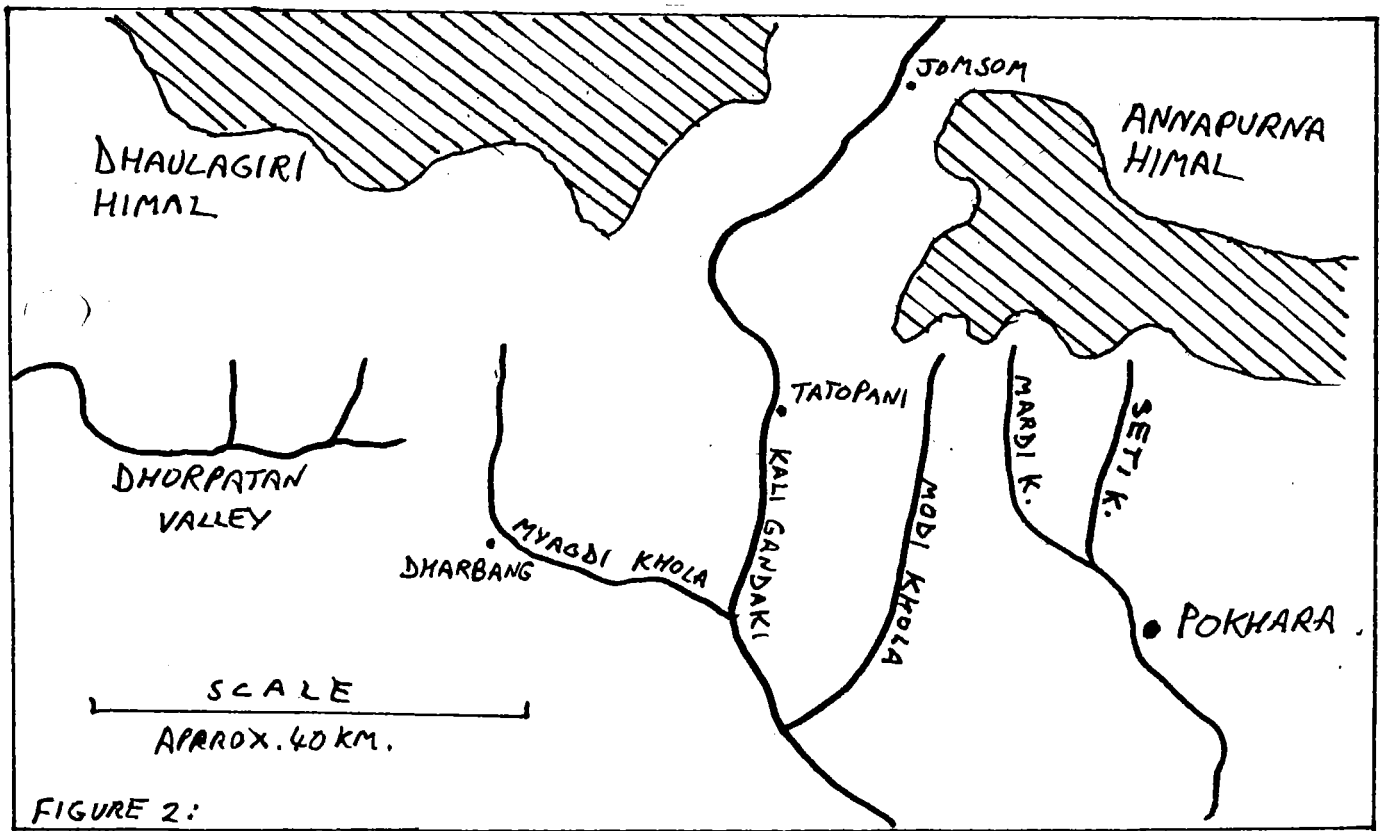 JOMSOM
ANNAPURNA
HIMAL
DHAULAGIRI
HIMAL
TATOPANI
KALI GANDAKI
MODI KHOLA
MARDI K.
SETI K.
DHORPATAN
VALLEY
DHARBANG
MYAGDI KHOLA
POKHARA
SCALE
APPROX. 40 KM.
FIGURE 2: